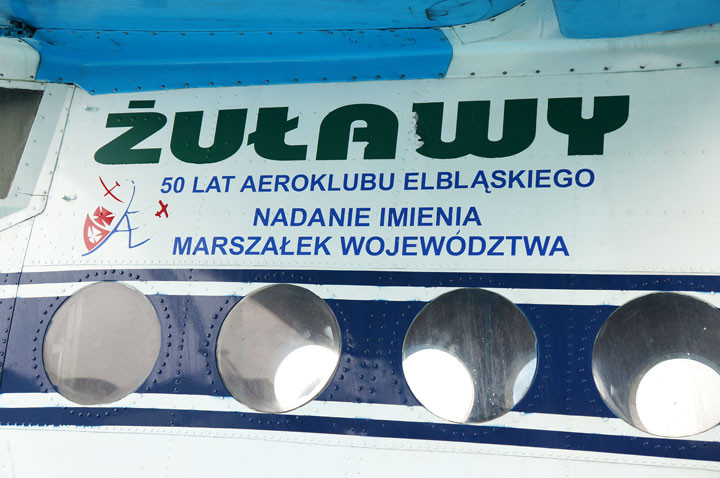 ŻUŁAWY
50 LAT AEROKLUBU ELBLĄSKIEGO
NADANIE IMIENIA
MARSZAŁEK WOJEWÓDZTWA